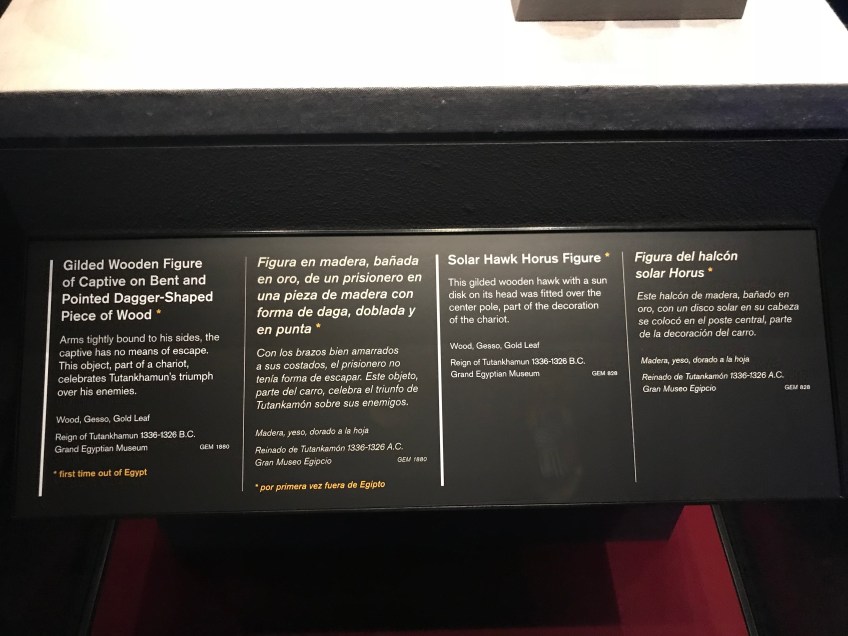 Gilded Wooden Figure
of Captive on Bent and
Pointed Dagger-Shaped
Piece of Wood *
Arms tightly bound to his sides, the
captive has no means of escape.
This object, part of a chariot,
celebrates Tutankhamun's triumph
over his enemies.
Wood, Gesso, Gold Leaf
Reign of Tutankhamun 1336-1326 B.C.
Grand Egyptian Museum GEM 1880
* first time out of Egypt
Figura en madera, bañada
en oro, de un prisionero en
una pieza de madera con
forma de daga, doblada y
en punta *
Con los brazos bien amarrados
a sus costados, el prisionero no
tenía forma de escapar. Este objeto,
parte del carro, celebra el triunfo de
Tutankamón sobre sus enemigos.
Madera, yeso, dorado a la hoja
Reinado de Tutankamón 1336-1326 A.C.
Gran Museo Egipcio GEM 1880
* por primera vez fuera de Egipto
Solar Hawk Horus Figure *
This gilded wooden hawk with a sun
disk on its head was fitted over the
center pole, part of the decoration
of the chariot.
Wood, Gesso, Gold Leaf
Reign of Tutankhamun 1336-1326 B.C.
Grand Egyptian Museum GEM 828
Figura del halcón
solar Horus *
Este halcón de madera, bañado en
oro, con un disco solar en su cabeza
se colocó en el poste central, parte
de la decoración del carro.
Madera, yeso, dorado a la hoja
Reinado de Tutankamón 1336-1326 A.C.
Gran Museo Egipcio GEM 828